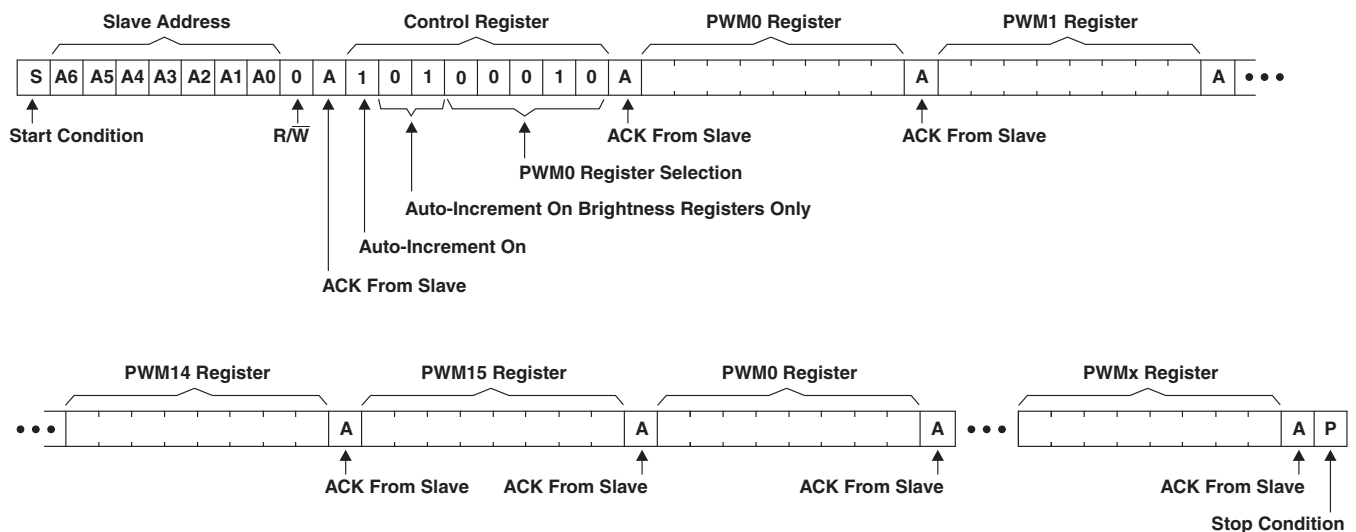 Slave Address Control Register PWM0 Register PWM1 Register
S A6 A5 A4 A3 A2 A1 A0 0 A 1 0 1 0 0 0 1 0 A A A •••
Start Condition R/W̅ ACK From Slave ACK From Slave
PWM0 Register Selection
Auto-Increment On Brightness Registers Only
Auto-Increment On
ACK From Slave
PWM14 Register PWM15 Register PWM0 Register PWMx Register
••• A A A ••• A P
ACK From Slave ACK From Slave ACK From Slave ACK From Slave
Stop Condition